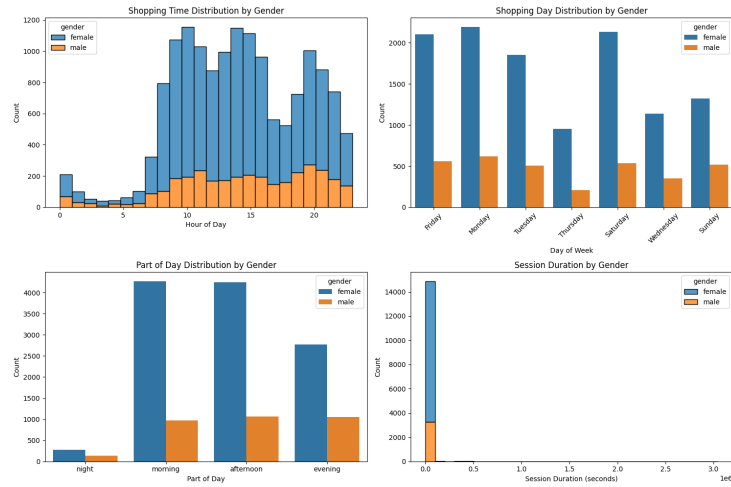 Shopping Time Distribution by Gender
gender
female
male
1200
1000
800
600
400
200
0
Count
0
5
10
15
20
Hour of Day
Shopping Day Distribution by Gender
gender
female
male
2000
1500
1000
500
0
Count
Friday
Monday
Tuesday
Thursday
Saturday
Wednesday
Sunday
Day of Week
Part of Day Distribution by Gender
gender
female
male
4000
3500
3000
2500
2000
1500
1000
500
0
Count
night
morning
afternoon
evening
Part of Day
Session Duration by Gender
gender
female
male
14000
12000
10000
8000
6000
4000
2000
0
Count
0.0
0.5
1.0
1.5
2.0
2.5
3.0
1e6
Session Duration (seconds)